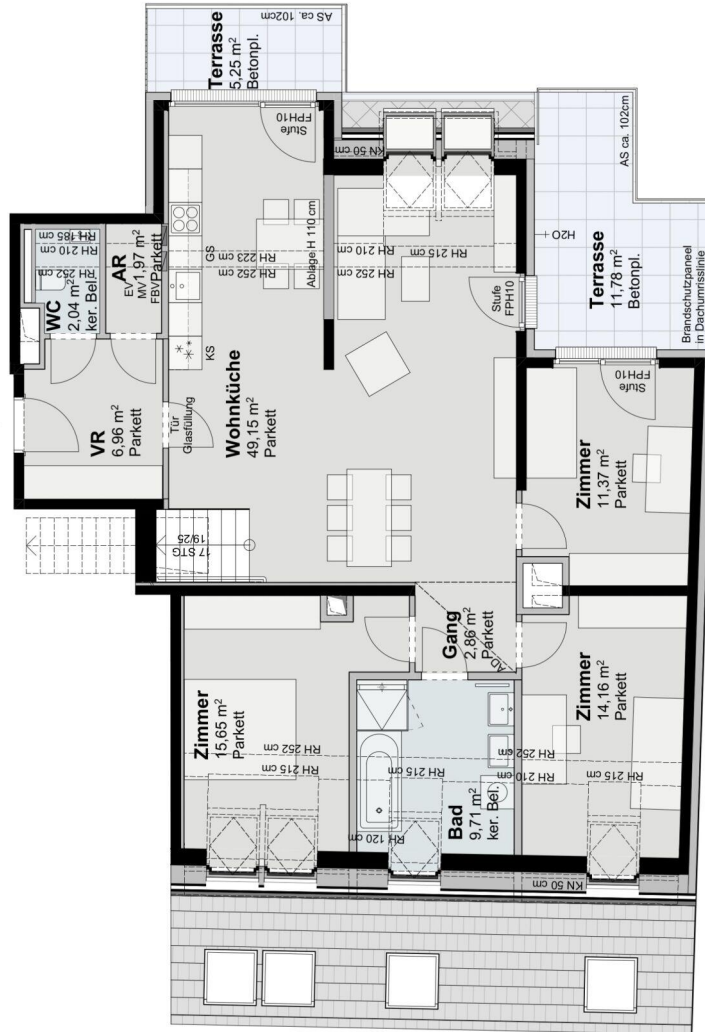 Terrasse
5,25 m²
Betonpl.
AS ca. 102cm
Stufe
FPH10
KN 50 cm
WC
2,04 m²
ker. Bel.
RH 185 cm
RH 210 cm
RH 252 cm
AR
1,97 m²
Parkett
EV
MV
FBV
GS
RH 223 cm
RH 252 cm
Ablage H 110 cm
RH 210 cm
RH 252 cm
RH 215 cm
H2O
AS ca. 102cm
Terrasse
11,78 m²
Betonpl.
Brandschutzpaneel
in Dachumrisslinie
Stufe
FPH10
KS
VR
6,96 m²
Parkett
Tür
Glasfüllung
Wohnküche
49,15 m²
Parkett
Stufe
FPH10
Zimmer
11,37 m²
Parkett
17 STG
19/25
Gang
2,86 m²
Parkett
AD
Zimmer
15,65 m²
Parkett
RH 252 cm
RH 215 cm
Bad
9,71 m²
ker. Bel.
RH 120 cm
RH 215 cm
RH 252 cm
RH 210 cm
Zimmer
14,16 m²
Parkett
RH 215 cm
KN 50 cm